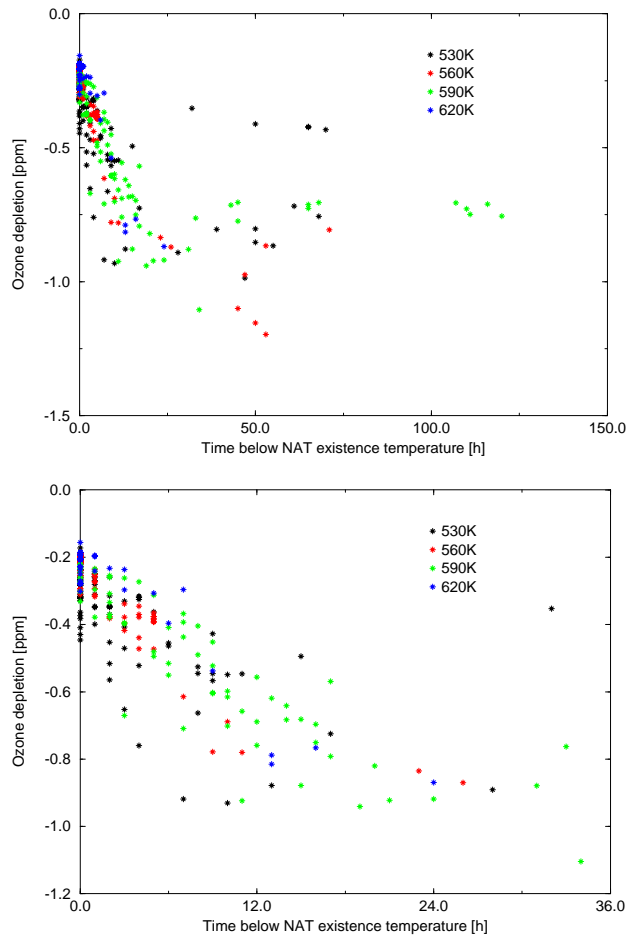 0.0
530K
560K
590K
620K
-0.5
Ozone depletion [ppm]
-1.0
-1.5
0.0 50.0 100.0 150.0
Time below NAT existence temperature [h]
0.0
530K
560K
590K
620K
-0.2
-0.4
Ozone depletion [ppm]
-0.6
-0.8
-1.0
-1.2
0.0 12.0 24.0 36.0
Time below NAT existence temperature [h]